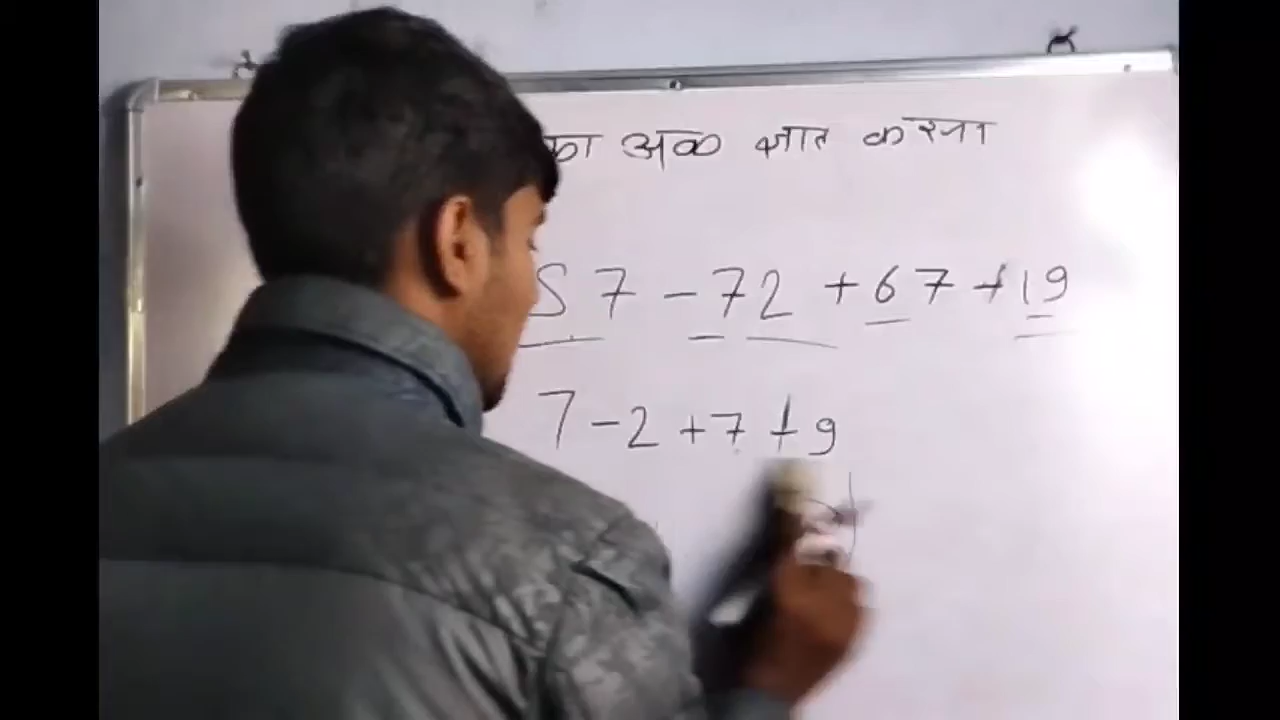 का अंक ज्ञात करना
57 - 72 + 67 + 19
7 - 2 + 7 + 9